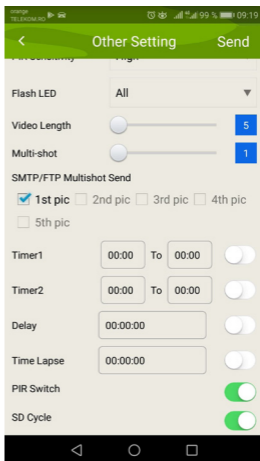 orange
TELEKOM.RO 99 % 09:19
Other Setting Send
PIR Sensitivity High
Flash LED All
Video Length 5
Multi-shot 1
SMTP/FTP Multishot Send
1st pic 2nd pic 3rd pic 4th pic
5th pic
Timer1 00:00 To 00:00
Timer2 00:00 To 00:00
Delay 00:00:00
Time Lapse 00:00:00
PIR Switch
SD Cycle